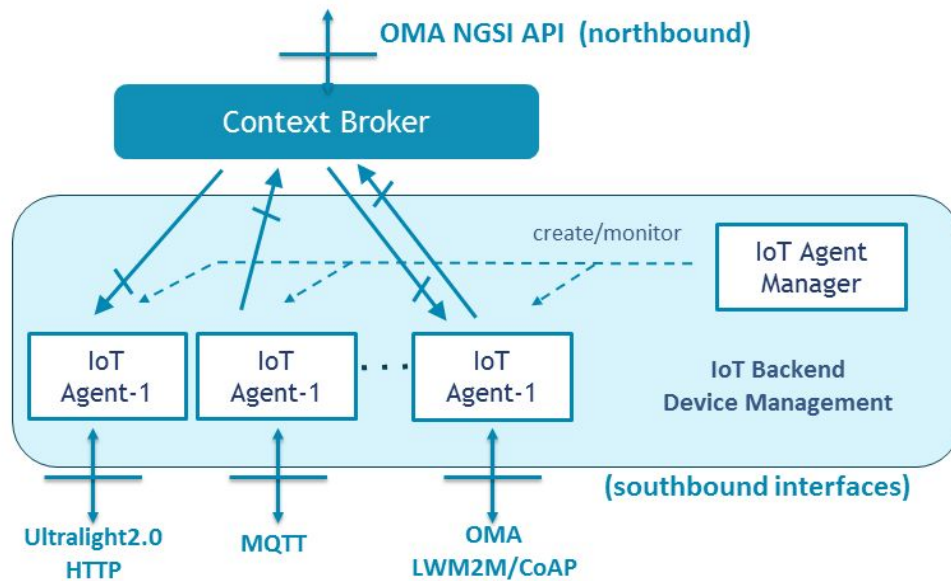 OMA NGSI API (northbound)
Context Broker
create/monitor
IoT Agent
Manager
IoT
Agent-1
IoT
Agent-1
. . .
IoT
Agent-1
IoT Backend
Device Management
(southbound interfaces)
Ultralight2.0
HTTP
MQTT
OMA
LWM2M/CoAP